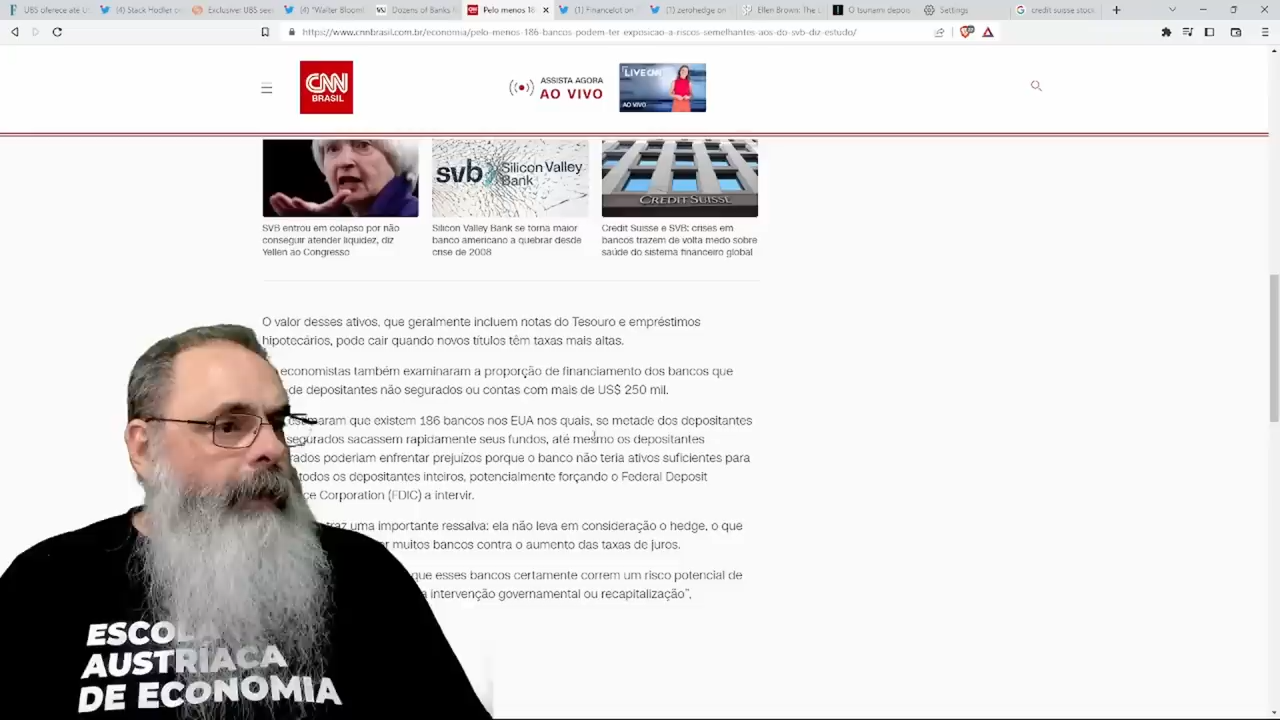 UBS oferece até
(4) Stack Hodler
Exclusive: UBS see
(4) "Walter Bloom
Dozens of Banks
Pelo menos 18
(1) Financelot on
(7) zerohedge on
Ellen Brown: The
O tsunami depois
Settings
credit suisse stock
https://www.cnnbrasil.com.br/economia/pelo-menos-186-bancos-podem-ter-exposicao-a-riscos-semelhantes-aos-do-svb-diz-estudo/
CNN
BRASIL
ASSISTA AGORA
AO VIVO
LIVE CNN
AO VIVO
svb Silicon Valley
Bank
CREDIT SUISSE
SVB entrou em colapso por não
conseguir atender liquidez, diz
Yellen ao Congresso
Silicon Valley Bank se torna maior
banco americano a quebrar desde
crise de 2008
Credit Suisse e SVB: crises em
bancos trazem de volta medo sobre
saúde do sistema financeiro global
O valor desses ativos, que geralmente incluem notas do Tesouro e empréstimos
hipotecários, pode cair quando novos títulos têm taxas mais altas.
economistas também examinaram a proporção de financiamento dos bancos que
de depositantes não segurados ou contas com mais de US$ 250 mil.
estimaram que existem 186 bancos nos EUA nos quais, se metade dos depositantes
segurados sacassem rapidamente seus fundos, até mesmo os depositantes
rados poderiam enfrentar prejuízos porque o banco não teria ativos suficientes para
todos os depositantes inteiros, potencialmente forçando o Federal Deposit
ce Corporation (FDIC) a intervir.
traz uma importante ressalva: ela não leva em consideração o hedge, o que
r muitos bancos contra o aumento das taxas de juros.
que esses bancos certamente correm um risco potencial de
a intervenção governamental ou recapitalização”,
ESCOLA
AUSTRÍACA
DE ECONOMIA